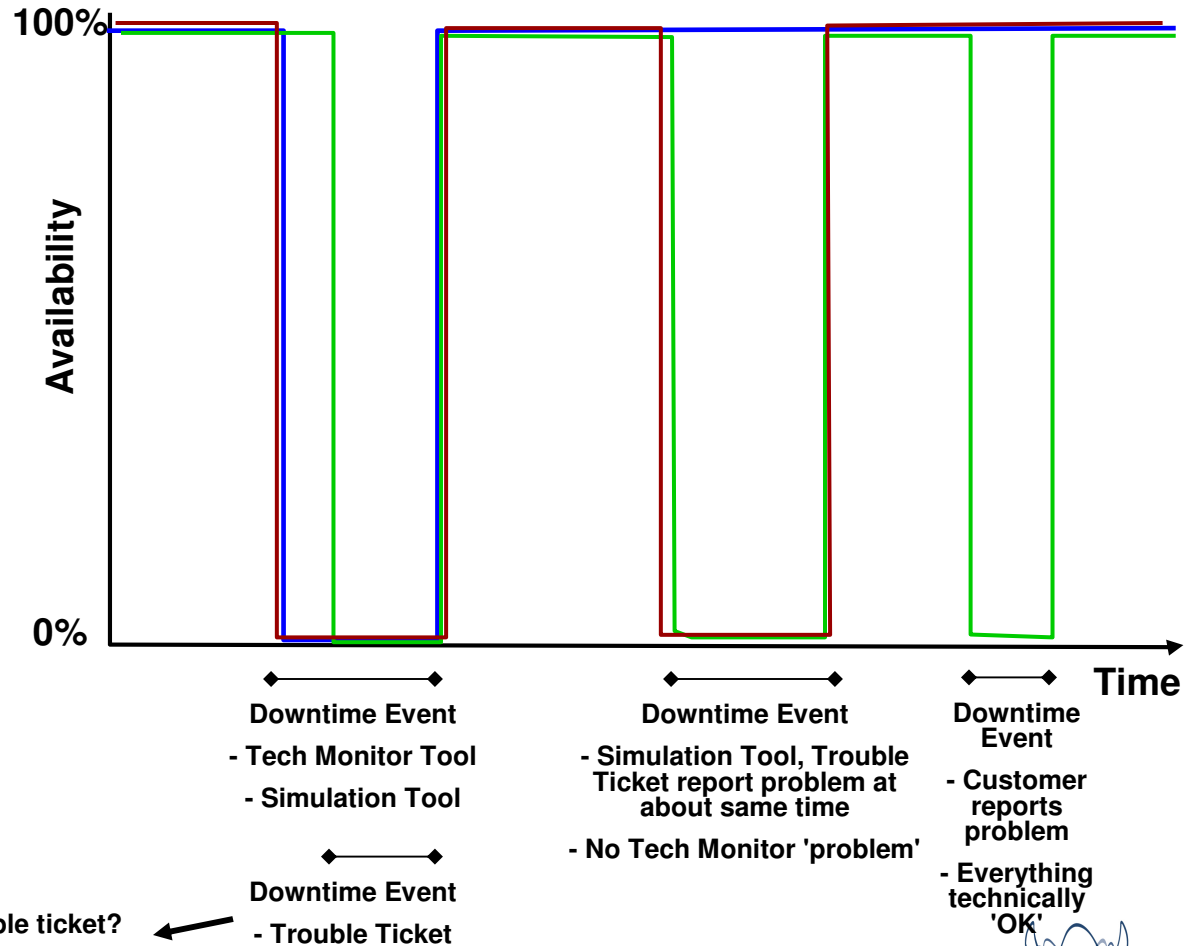 100%
Availability
0%
Time
Downtime Event
- Tech Monitor Tool
- Simulation Tool
Downtime Event
- Trouble Ticket
ticket?
Downtime Event
- Simulation Tool, Trouble
Ticket report problem at
about same time
- No Tech Monitor 'problem'
Downtime
Event
- Customer
reports
problem
- Everything
technically
'OK'